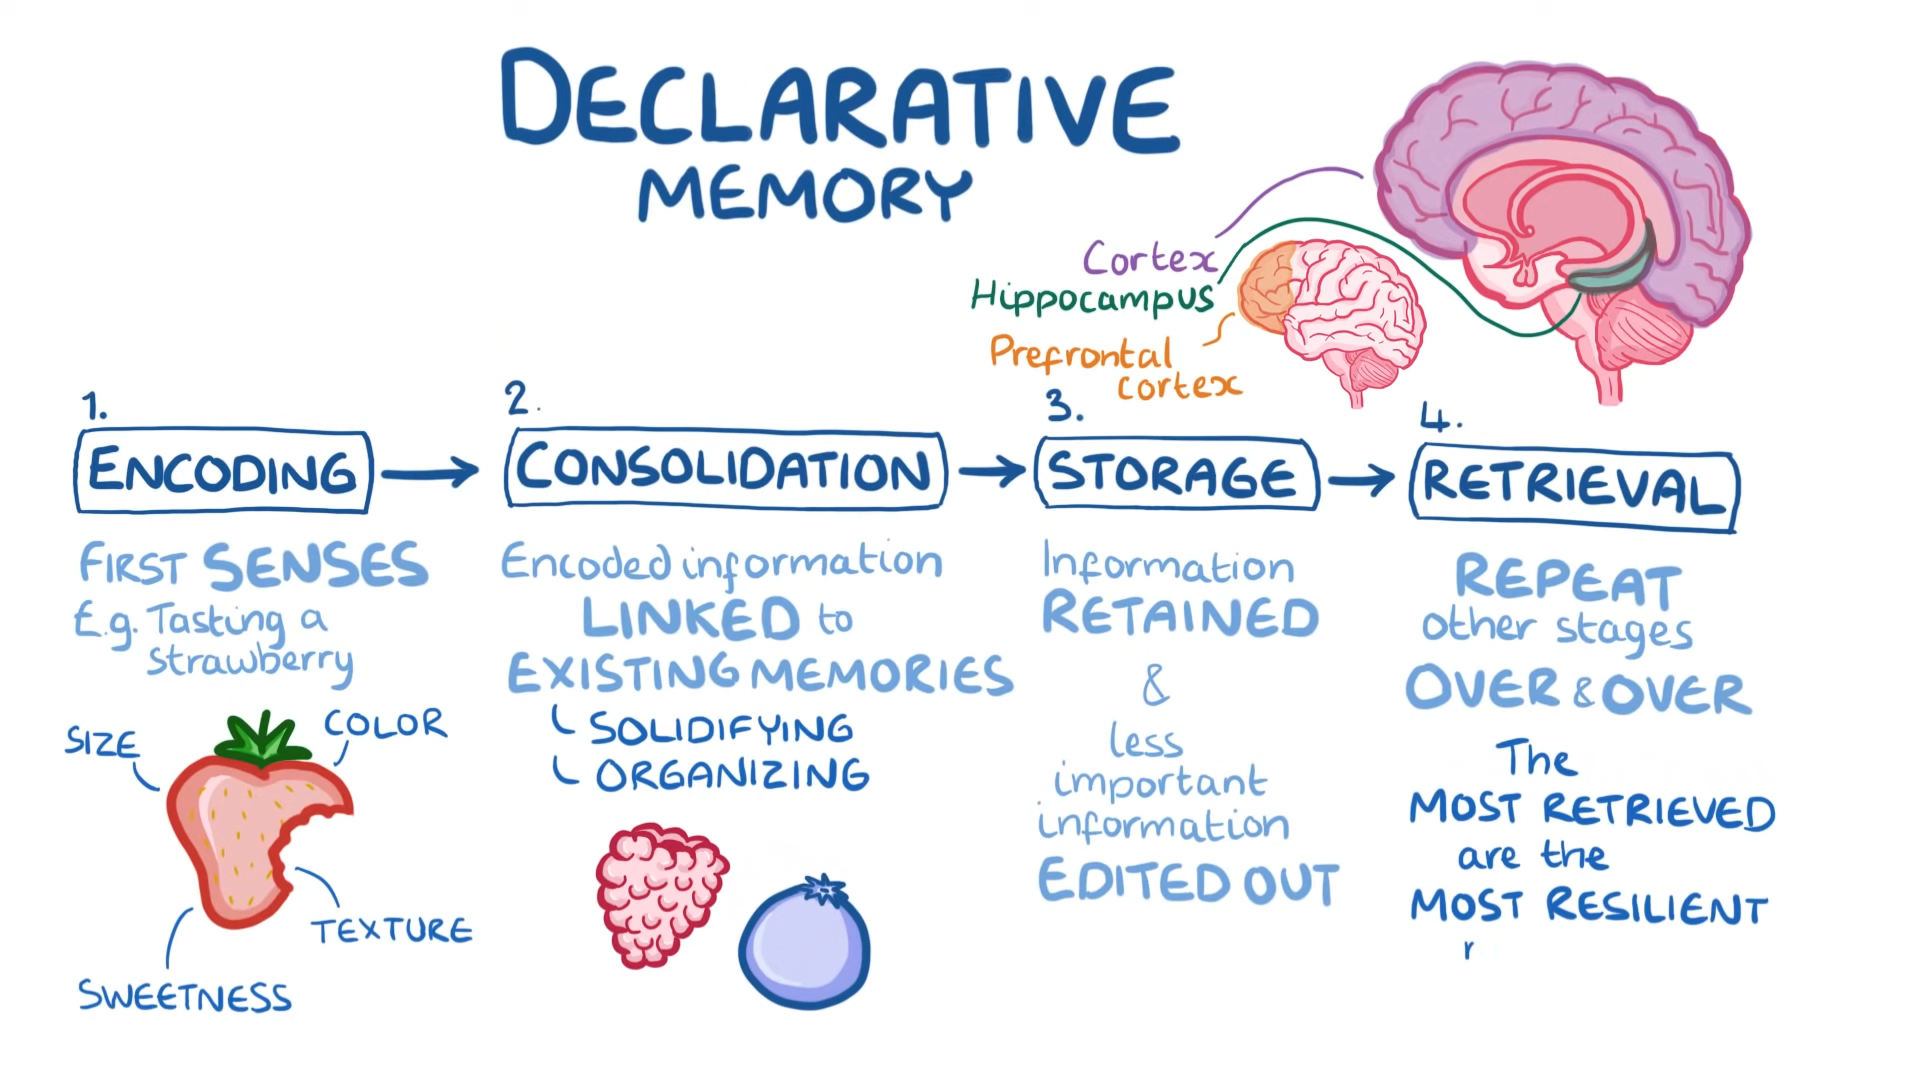 DECLARATIVE
MEMORY
Cortex
Hippocampus
Prefrontal
cortex
1.
ENCODING
FIRST SENSES
E.g. Tasting a
strawberry
SIZE
COLOR
TEXTURE
SWEETNESS
2.
CONSOLIDATION
Encoded information
LINKED to
EXISTING MEMORIES
SOLIDIFYING
ORGANIZING
3.
STORAGE
Information
RETAINED
&
less
important
information
EDITED OUT
4.
RETRIEVAL
REPEAT
other stages
OVER & OVER
The
MOST RETRIEVED
are the
MOST RESILIENT